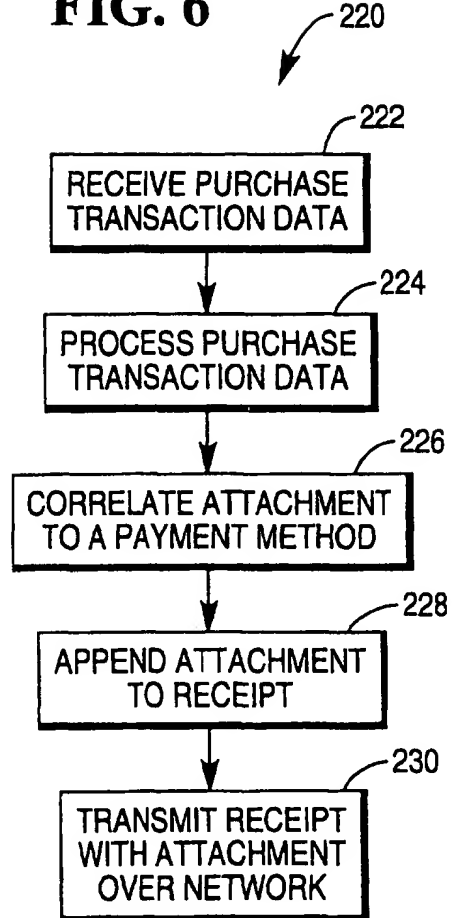 FIG. 6
220
222
RECEIVE PURCHASE
TRANSACTION DATA
224
PROCESS PURCHASE
TRANSACTION DATA
226
CORRELATE ATTACHMENT
TO A PAYMENT METHOD
228
APPEND ATTACHMENT
TO RECEIPT
230
TRANSMIT RECEIPT
WITH ATTACHMENT
OVER NETWORK